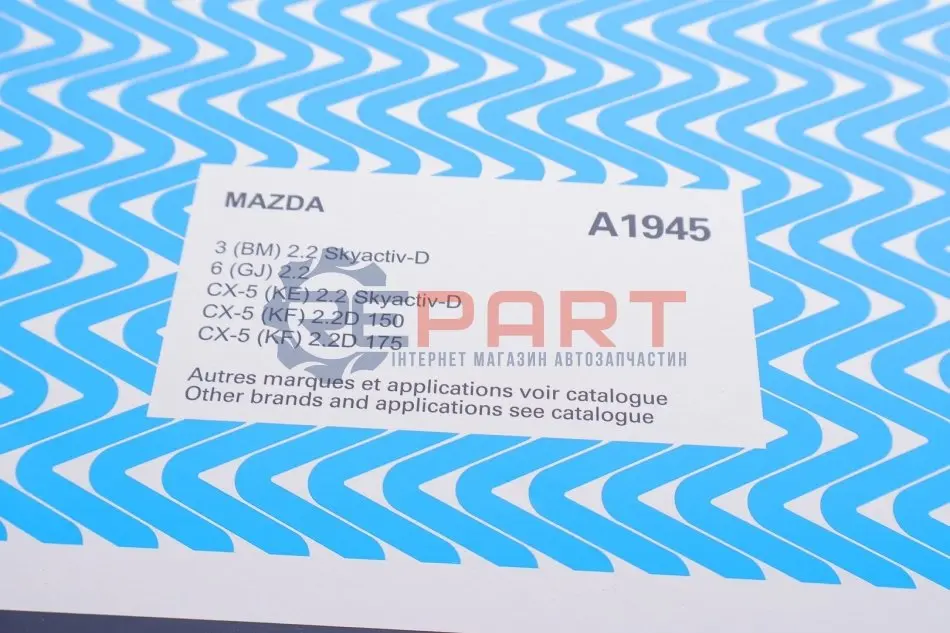 MAZDA
A1945
3 (BM) 2.2 Skyactiv-D
6 (GJ) 2.2
CX-5 (KE) 2.2 Skyactiv-D
CX-5 (KF) 2.2D 150
CX-5 (KF) 2.2D 175
EPART
ІНТЕРНЕТ МАГАЗИН АВТОЗАПЧАСТИН
Autres marques et applications voir catalogue
Other brands and applications see catalogue